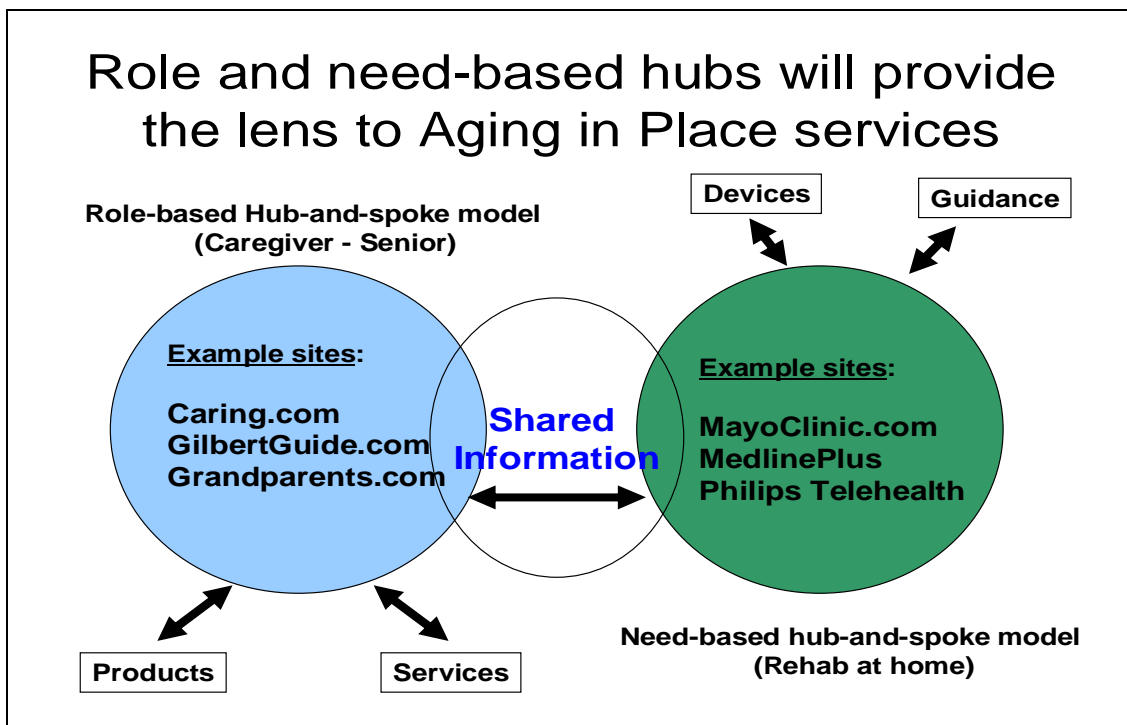 Role and need-based hubs will provide
the lens to Aging in Place services
Role-based Hub-and-spoke model
(Caregiver - Senior)
Devices
Guidance
Example sites:
Caring.com
GilbertGuide.com
Grandparents.com
Shared
Information
Example sites:
MayoClinic.com
MedlinePlus
Philips Telehealth
Products
Services
Need-based hub-and-spoke model
(Rehab at home)